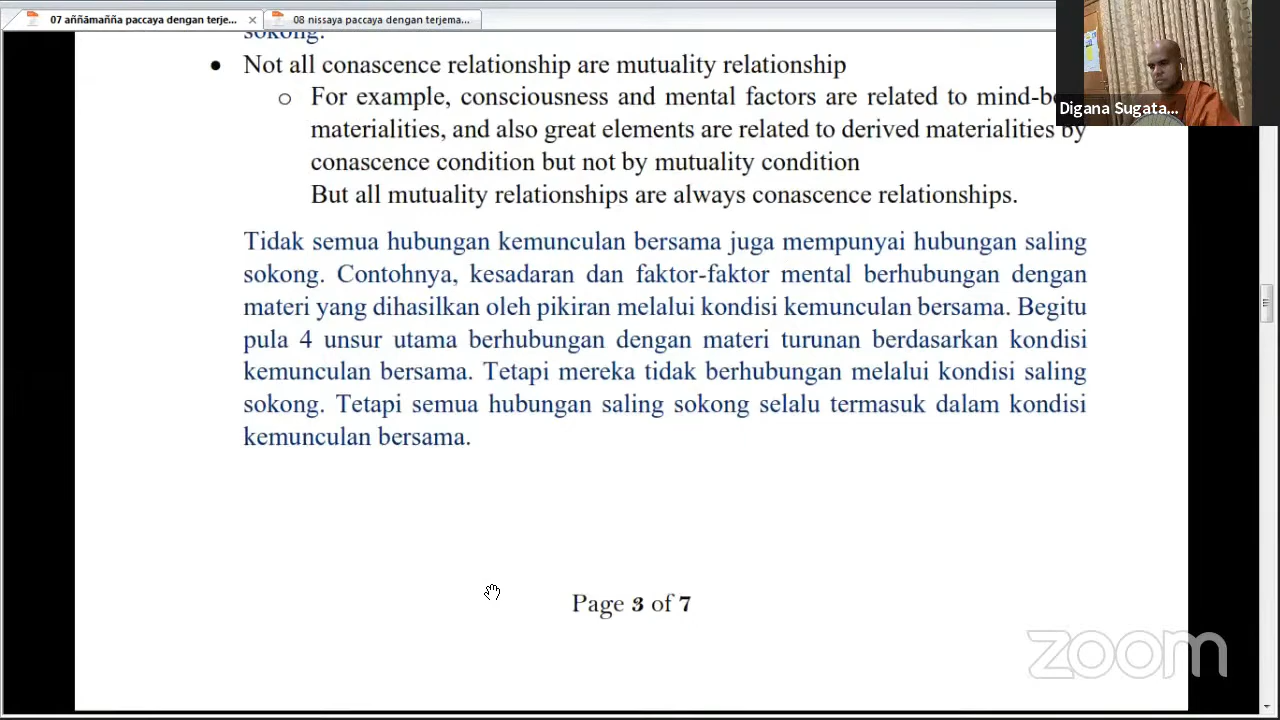 07 aññāmañña paccaya dengan terje...
08 nissaya paccaya dengan terjema...
sokong.
Digana Sugata...
• Not all conascence relationship are mutuality relationship
o For example, consciousness and mental factors are related to
materialities, and also great elements are related to derived materialities by
conascence condition but not by mutuality condition
But all mutuality relationships are always conascence relationships.
Tidak semua hubungan kemunculan bersama juga mempunyai hubungan saling
sokong. Contohnya, kesadaran dan faktor-faktor mental berhubungan dengan
materi yang dihasilkan oleh pikiran melalui kondisi kemunculan bersama. Begitu
pula 4 unsur utama berhubungan dengan materi turunan berdasarkan kondisi
kemunculan bersama. Tetapi mereka tidak berhubungan melalui kondisi saling
sokong. Tetapi semua hubungan saling sokong selalu termasuk dalam kondisi
kemunculan bersama.
Page 3 of 7
zoom